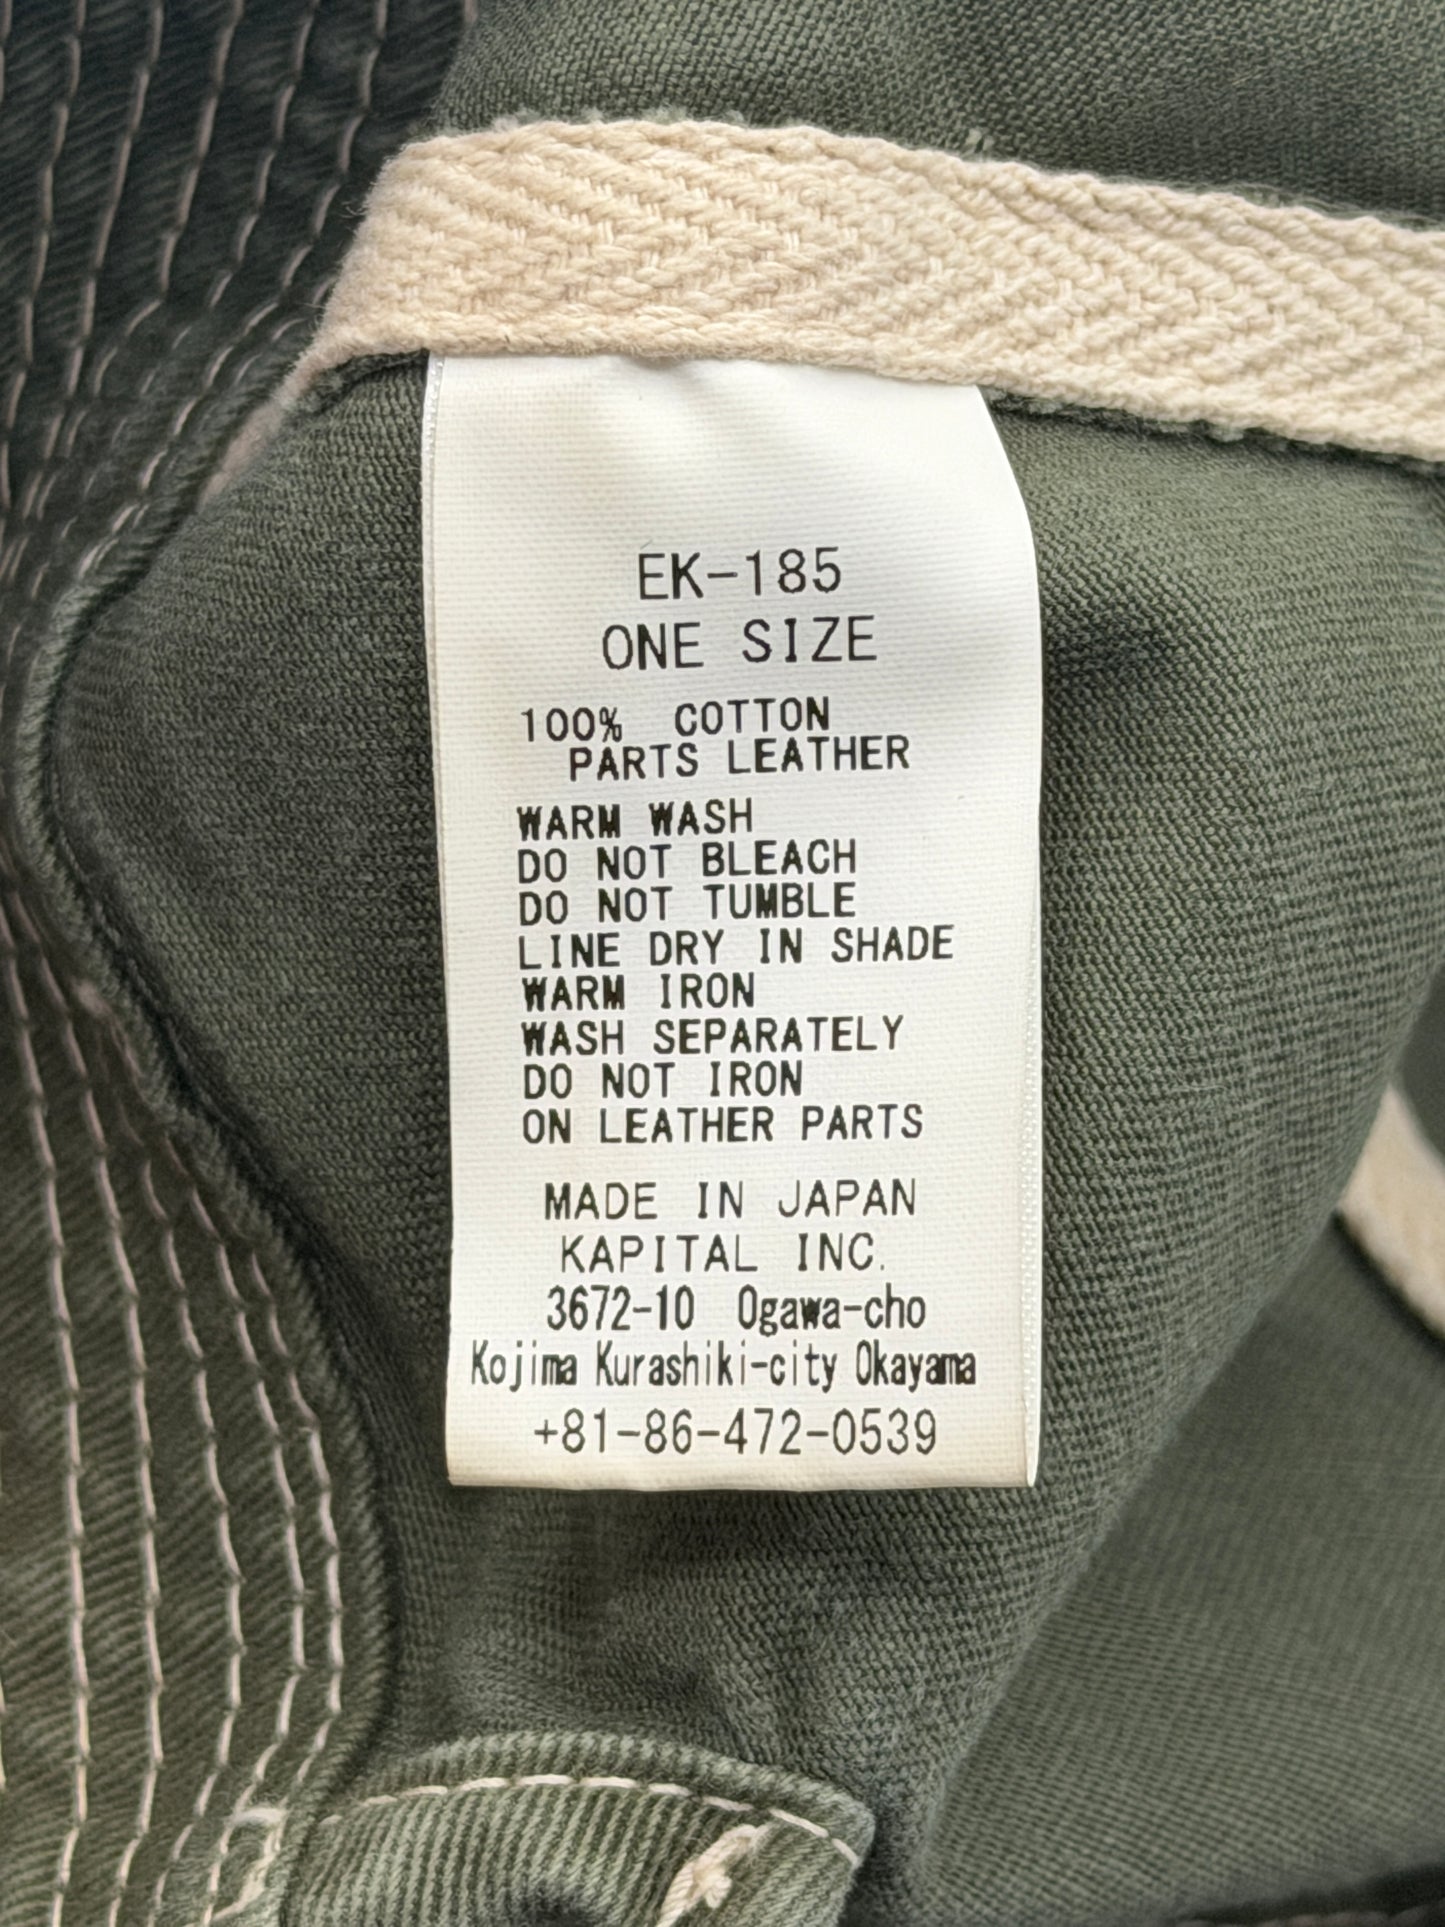 EK-185
ONE SIZE
100% COTTON
PARTS LEATHER
WARM WASH
DO NOT BLEACH
DO NOT TUMBLE
LINE DRY IN SHADE
WARM IRON
WASH SEPARATELY
DO NOT IRON
ON LEATHER PARTS
MADE IN JAPAN
KAPITAL INC.
3672-10 Ogawa-cho
Kojima Kurashiki-city Okayama
+81-86-472-0539